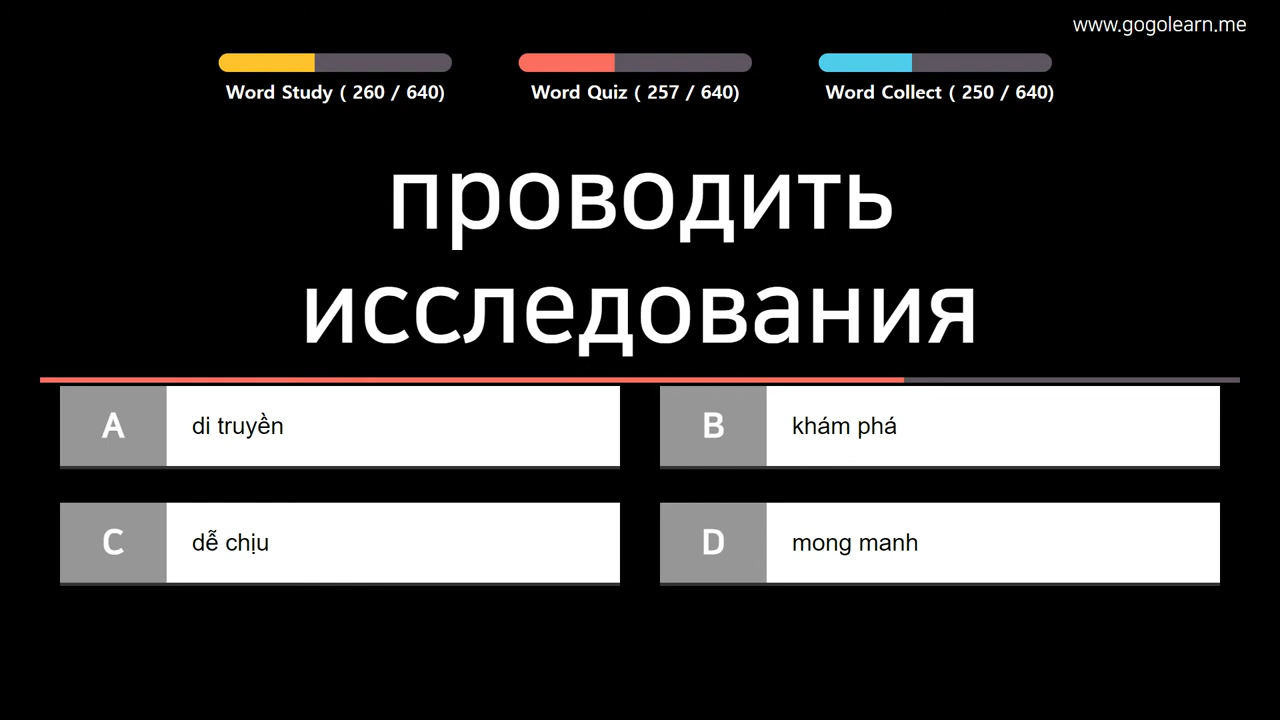 www.gogolearn.me
Word Study ( 260 / 640)
Word Quiz ( 257 / 640)
Word Collect ( 250 / 640)
проводить
исследования
A
di truyền
B
khám phá
C
dễ chịu
D
mong manh